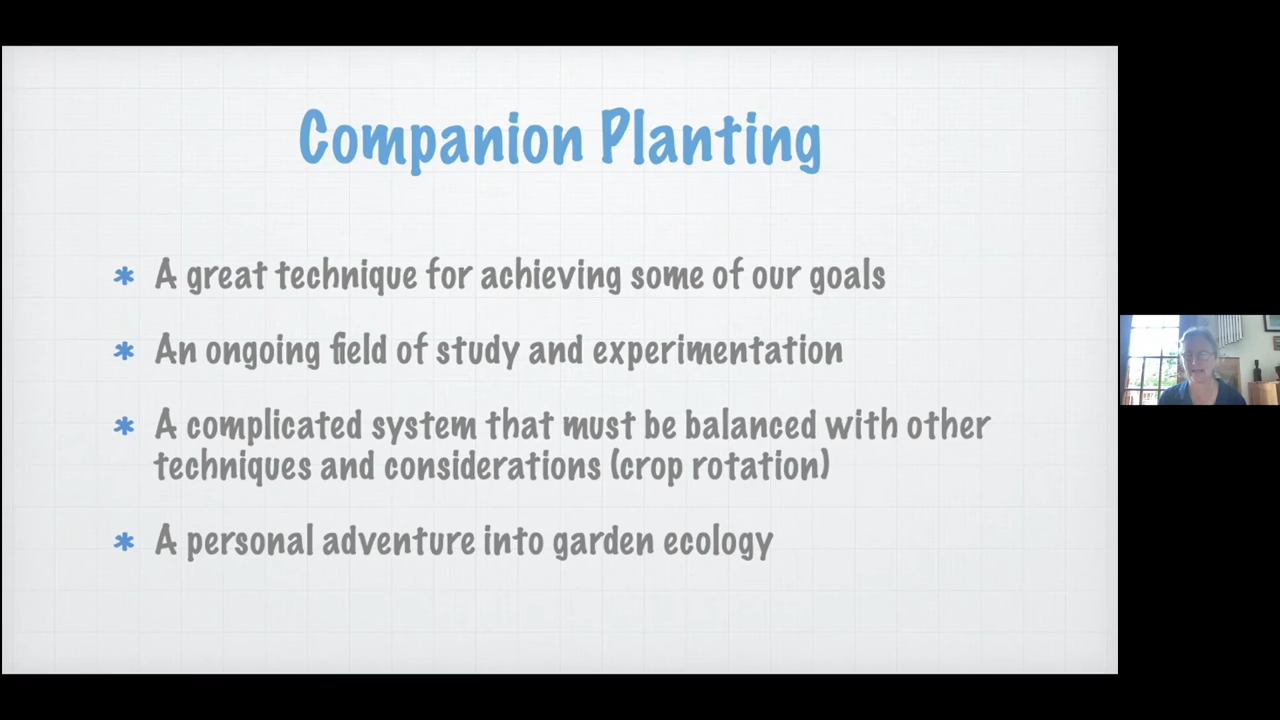 Companion Planting
* A great technique for achieving some of our goals
* An ongoing field of study and experimentation
* A complicated system that must be balanced with other
techniques and considerations (crop rotation)
* A personal adventure into garden ecology